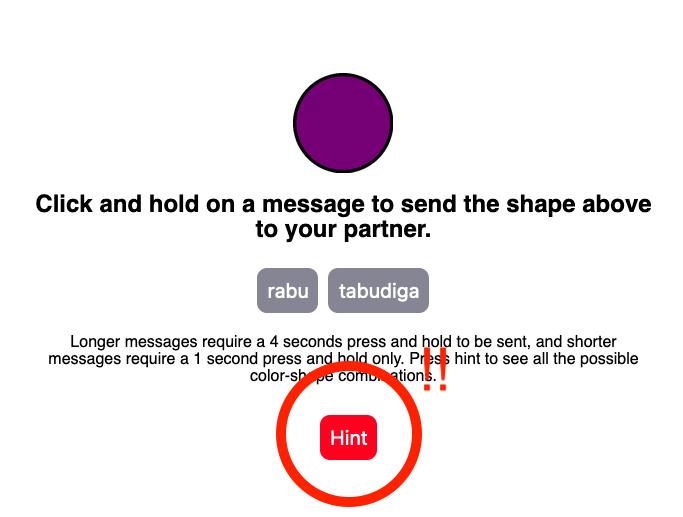 Click and hold on a message to send the shape above
to your partner.
rabu tabudiga
Longer messages require a 4 seconds press and hold to be sent, and shorter
messages require a 1 second press and hold only. Press hint to see all the possible
color-shape combinations.
!!
Hint